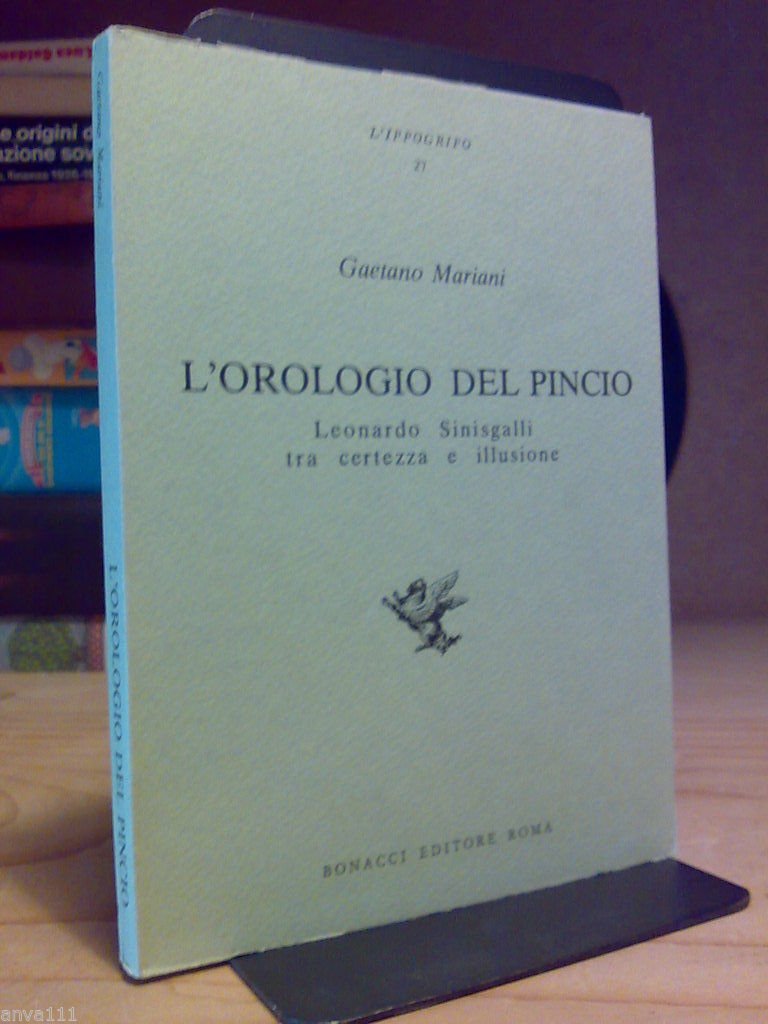 L'IPPOGRIFO
27
Gaetano Mariani
L'OROLOGIO DEL PINCIO
Leonardo Sinisgalli
tra certezza e illusione
BONACCI EDITORE ROMA
Gaetano Mariani
L'OROLOGIO DEL PINCIO
e origini d
azione sov
anva111